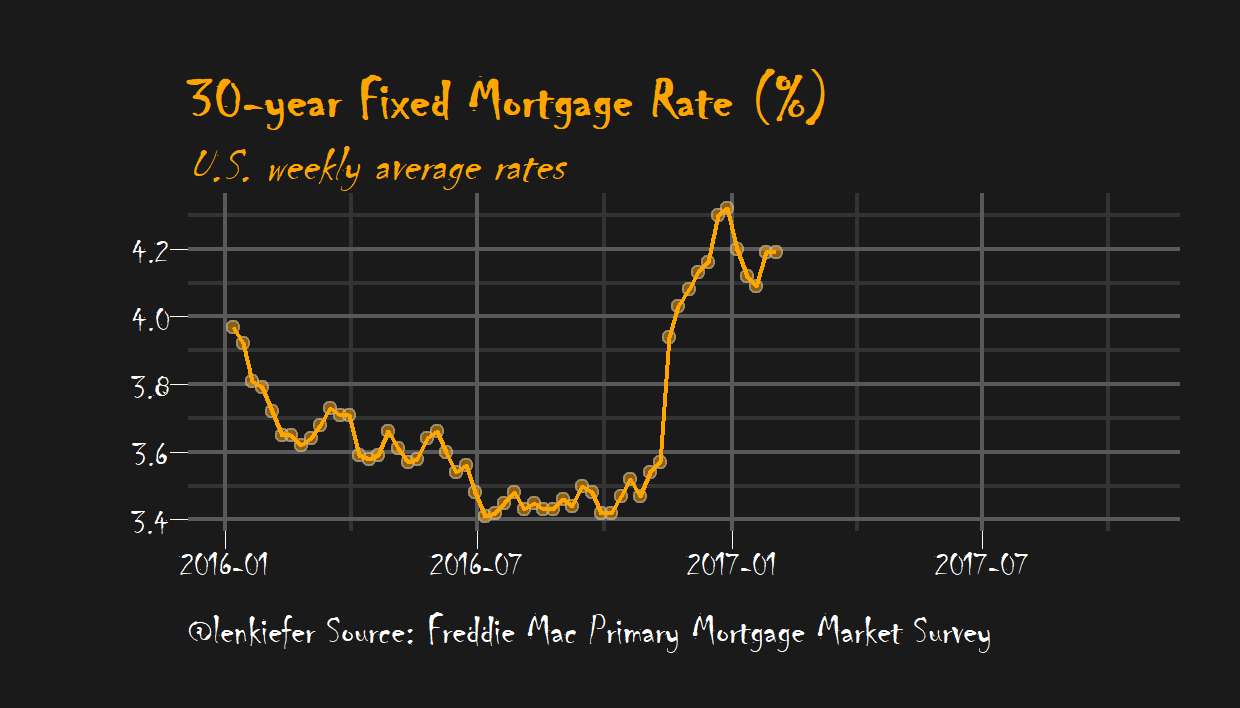 30-year Fixed Mortgage Rate (%)
U.S. weekly average rates
4.2
4.0
3.8
3.6
3.4
2016-01 2016-07 2017-01 2017-07
@lenkiefer Source: Freddie Mac Primary Mortgage Market Survey